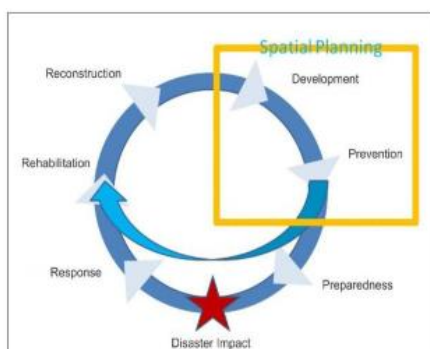 Spatial Planning
Reconstruction
Development
Rehabilitation
Prevention
Response
Preparedness
Disaster Impact